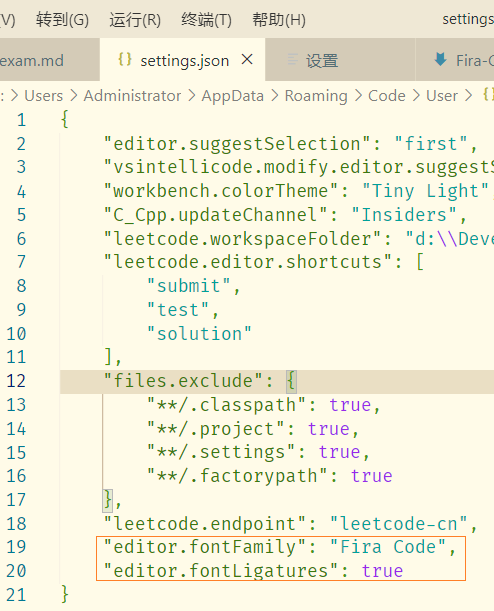 (V) 转到(G) 运行(R) 终端(T) 帮助(H) settings
exam.md {} settings.json × 设置 Fira-
: > Users > Administrator > AppData > Roaming > Code > User > {}
1 {
2 "editor.suggestSelection": "first",
3 "vsintellicode.modify.editor.suggestS
4 "workbench.colorTheme": "Tiny Light",
5 "C_Cpp.updateChannel": "Insiders",
6 "leetcode.workspaceFolder": "d:\\Deve
7 "leetcode.editor.shortcuts": [
8 "submit",
9 "test",
10 "solution"
11 ],
12 "files.exclude": {
13 "**/.classpath": true,
14 "**/.project": true,
15 "**/.settings": true,
16 "**/.factorypath": true
17 },
18 "leetcode.endpoint": "leetcode-cn",
19 "editor.fontFamily": "Fira Code",
20 "editor.fontLigatures": true
21 }